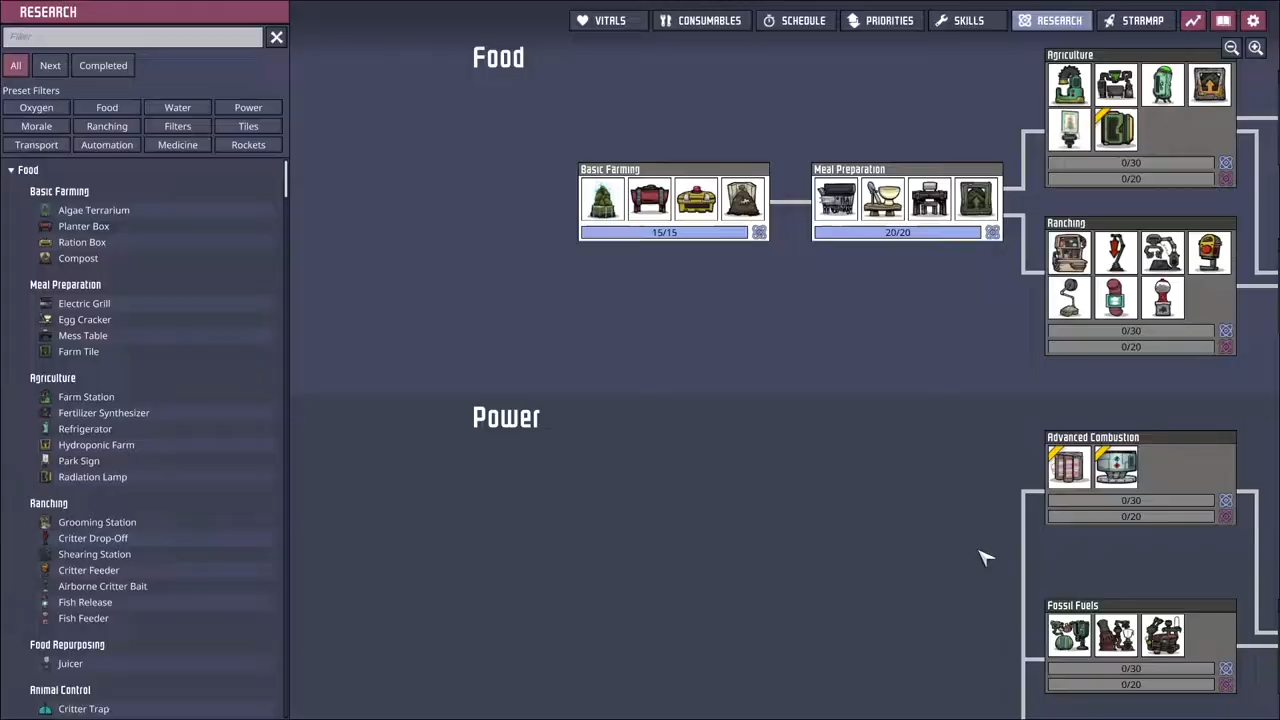 RESEARCH
Filter
All Next Completed
Preset Filters
Oxygen Food Water Power
Morale Ranching Filters Tiles
Transport Automation Medicine Rockets
Food
Basic Farming
Algae Terrarium
Planter Box
Ration Box
Compost
Meal Preparation
Electric Grill
Egg Cracker
Mess Table
Farm Tile
Agriculture
Farm Station
Fertilizer Synthesizer
Refrigerator
Hydroponic Farm
Park Sign
Radiation Lamp
Ranching
Grooming Station
Critter Drop-Off
Shearing Station
Critter Feeder
Airborne Critter Bait
Fish Release
Fish Feeder
Food Repurposing
Juicer
Animal Control
Critter Trap
VITALS CONSUMABLES SCHEDULE PRIORITIES SKILLS RESEARCH STARMAP
Food
Basic Farming
15/15
Meal Preparation
20/20
Agriculture
0/30
0/20
Ranching
0/30
0/20
Power
Advanced Combustion
0/30
0/20
Fossil Fuels
0/30
0/20